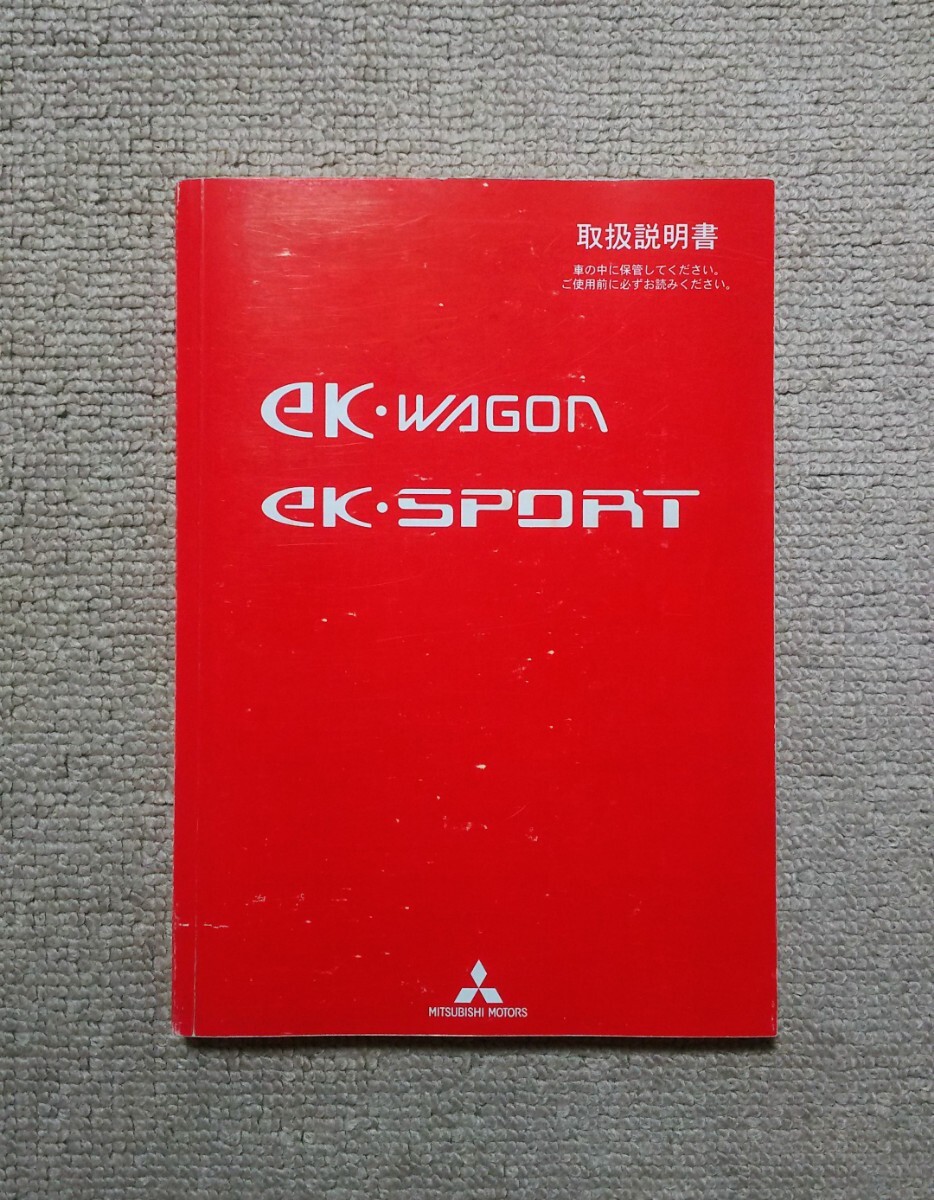 取扱説明書
車の中に保管してください。
ご使用前に必ずお読みください。
eK·WAGON
eK·SPORT
MITSUBISHI MOTORS